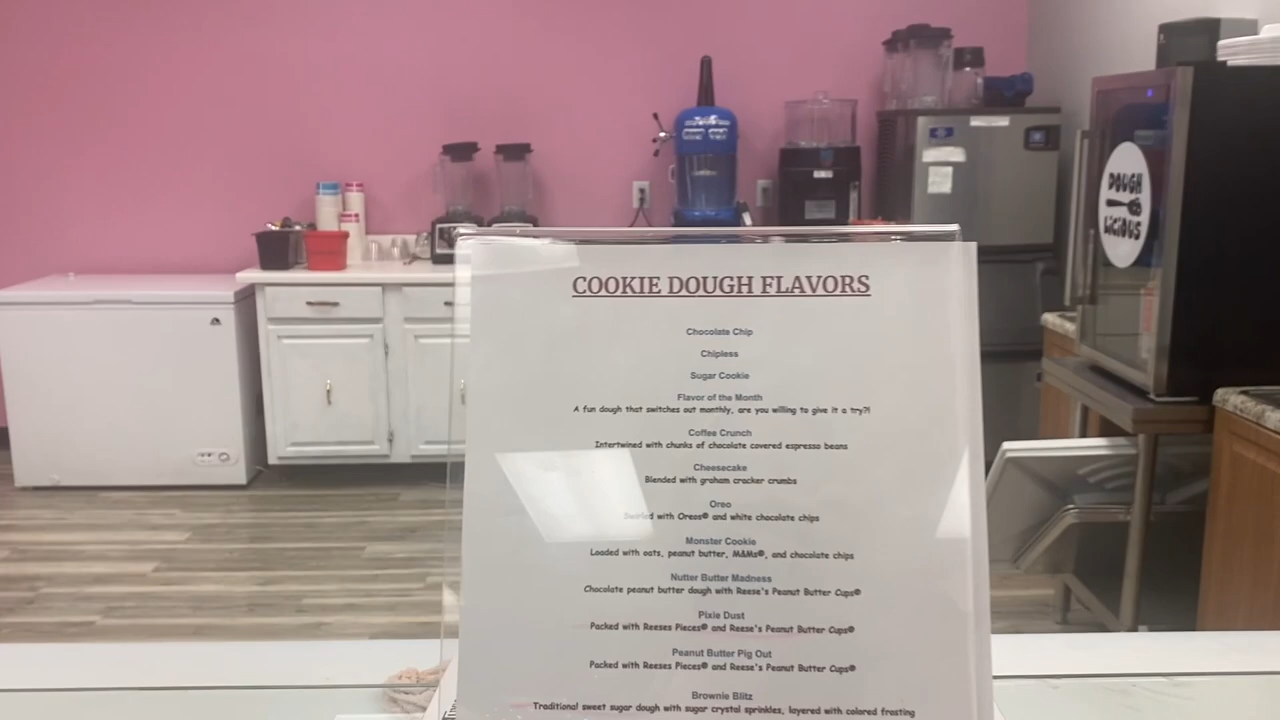 COOKIE DOUGH FLAVORS
Chocolate Chip
Chipless
Sugar Cookie
Flavor of the Month
A fun dough that switches out monthly, are you willing to give it a try?!
Coffee Crunch
Intertwined with chunks of chocolate covered espresso beans
Cheesecake
Blended with graham cracker crumbs
Oreo
Swirled with Oreos® and white chocolate chips
Monster Cookie
Loaded with oats, peanut butter, M&Ms®, and chocolate chips
Nutter Butter Madness
Chocolate peanut butter dough with Reese's Peanut Butter Cups®
Pixie Dust
Packed with Reeses Pieces® and Reese's Peanut Butter Cups®
Peanut Butter Pig Out
Packed with Reeses Pieces® and Reese's Peanut Butter Cups®
Brownie Blitz
Traditional sweet sugar dough with sugar crystal sprinkles, layered with colored frosting
DOUGH
LICIOUS